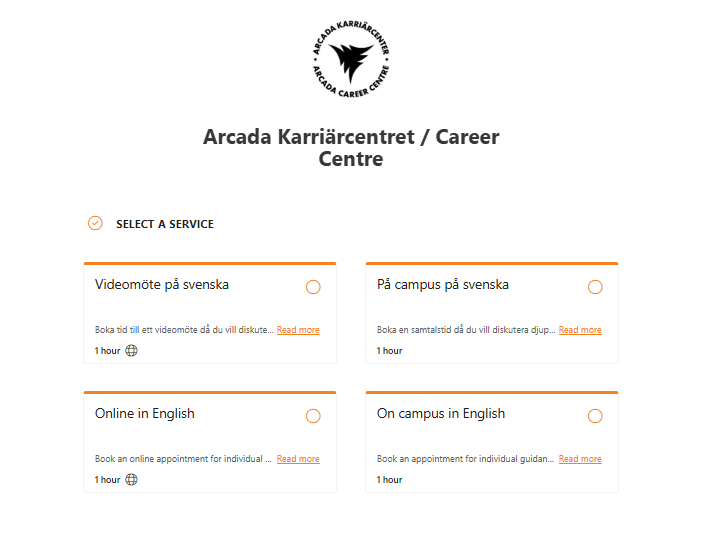 ARCADA KARRIÄRCENTER
ARCADA CAREER CENTRE
Arcada Karriärcentret / Career
Centre
SELECT A SERVICE
Videomöte på svenska
Boka tid till ett videomöte då du vill diskute... Read more
1 hour
På campus på svenska
Boka en samtalstid då du vill diskutera djup... Read more
1 hour
Online in English
Book an online appointment for individual ... Read more
1 hour
On campus in English
Book an appointment for individual guidan... Read more
1 hour